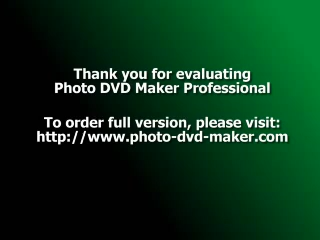 Thank you for evaluating
Photo DVD Maker Professional
To order full version, please visit:
http://www.photo-dvd-maker.com